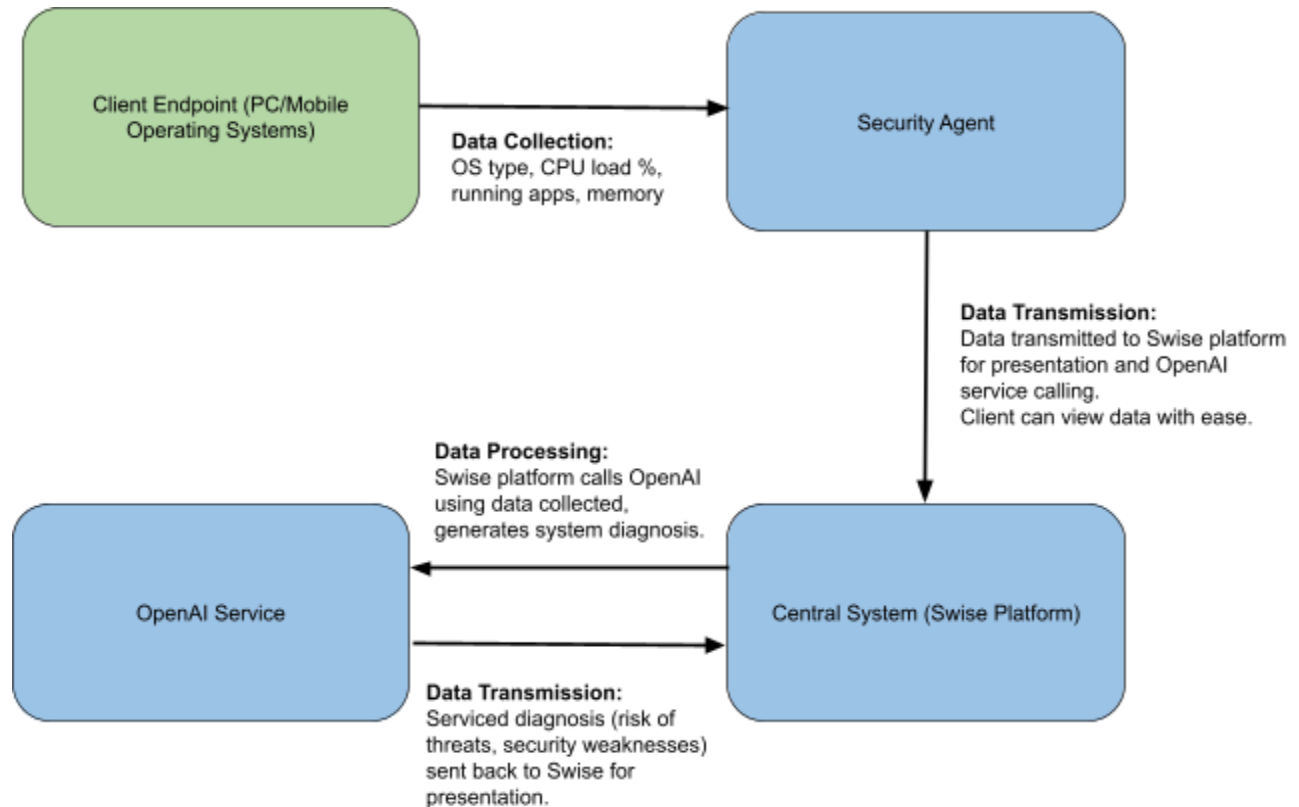 Client Endpoint (PC/Mobile
Operating Systems)
Security Agent
Data Collection:
OS type, CPU load %,
running apps, memory
Data Transmission:
Data transmitted to Swise platform
for presentation and OpenAI
service calling.
Client can view data with ease.
Data Processing:
Swise platform calls OpenAI
using data collected,
generates system diagnosis.
OpenAI Service
Central System (Swise Platform)
Data Transmission:
Serviced diagnosis (risk of
threats, security weaknesses)
sent back to Swise for
presentation.